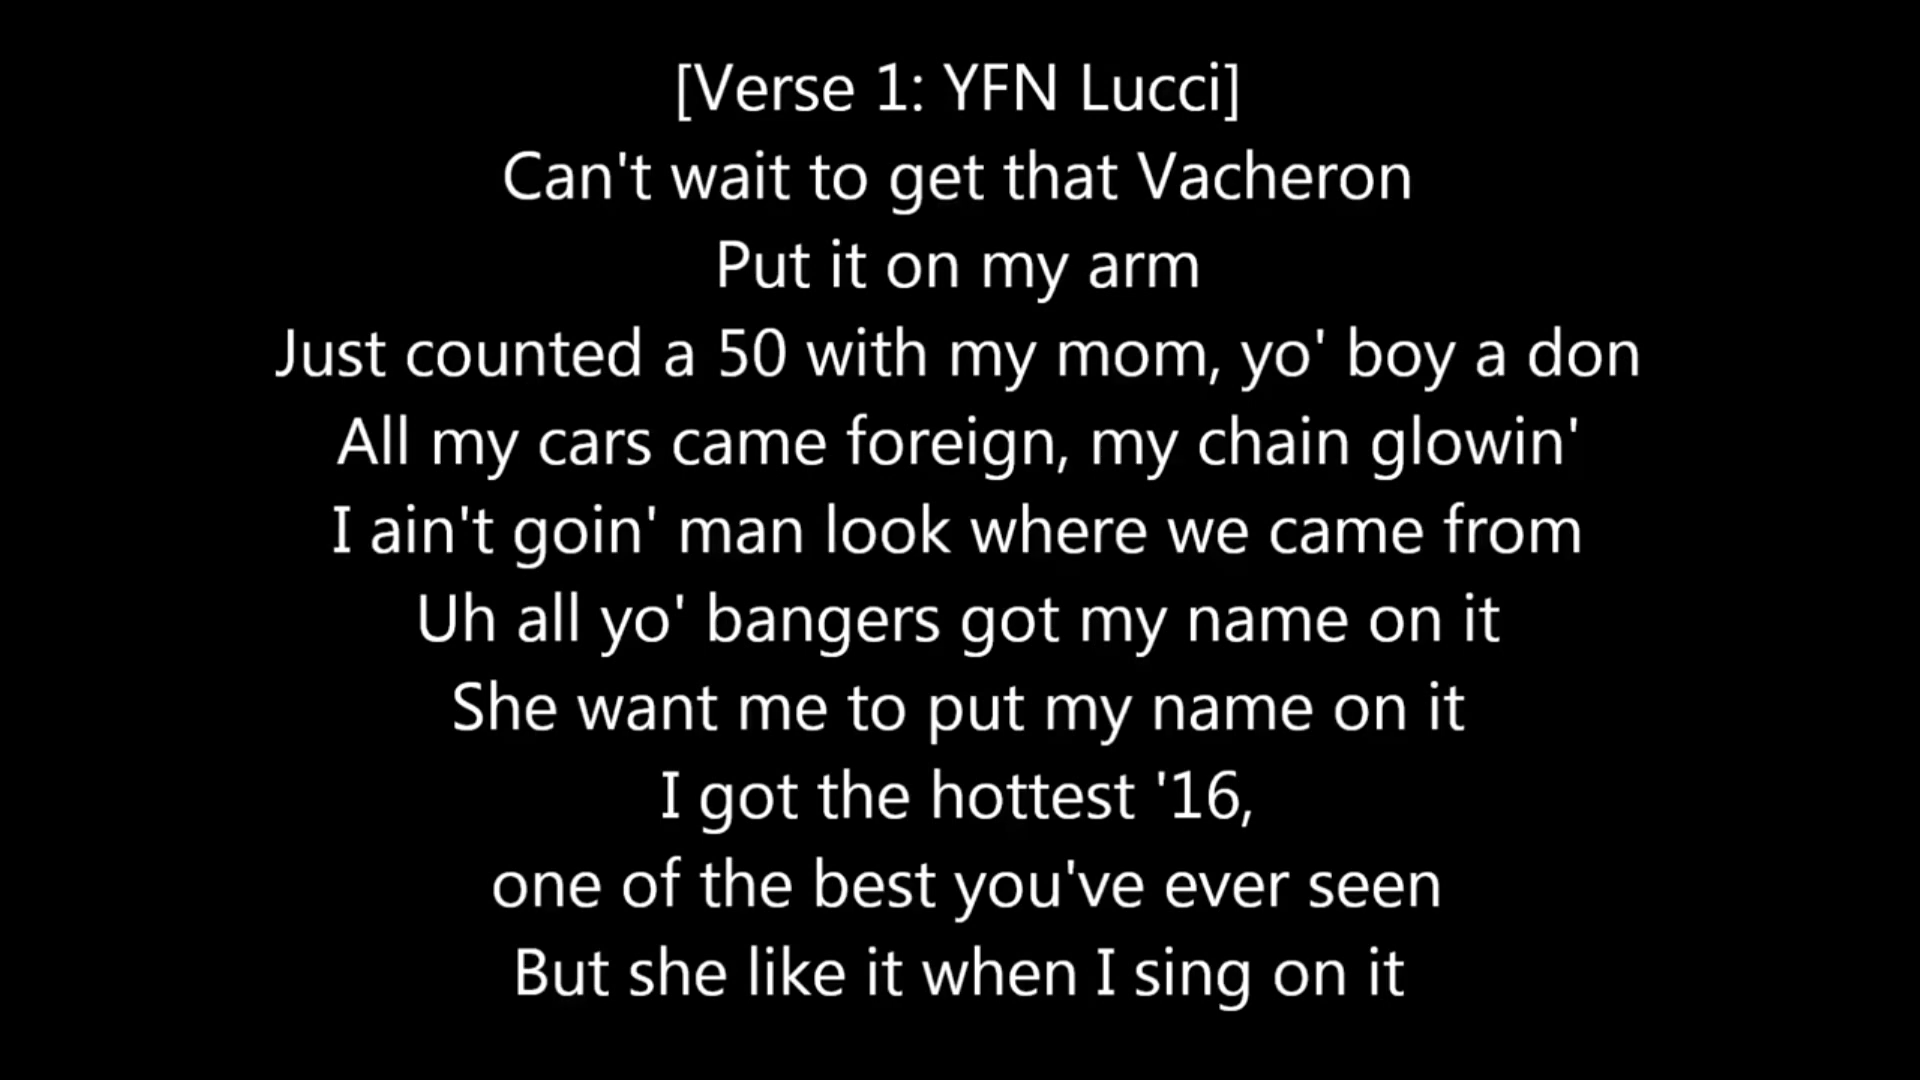 [Verse 1: YFN Lucci]
Can't wait to get that Vacheron
Put it on my arm
Just counted a 50 with my mom, yo' boy a don
All my cars came foreign, my chain glowin'
I ain't goin' man look where we came from
Uh all yo' bangers got my name on it
She want me to put my name on it
I got the hottest '16,
one of the best you've ever seen
But she like it when I sing on it